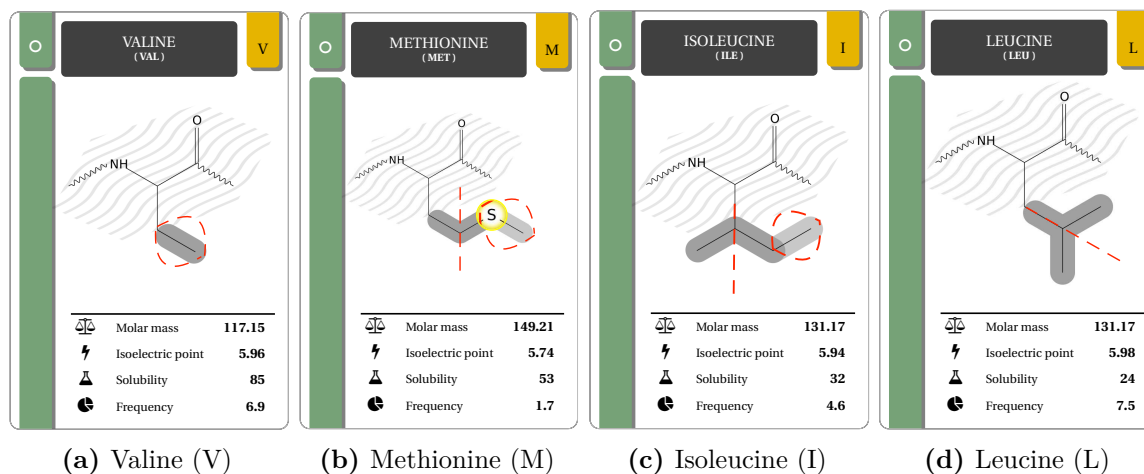 VALINE
( VAL )
V
O
NH
Molar mass 117.15
Isoelectric point 5.96
Solubility 85
Frequency 6.9
(a) Valine (V)
METHIONINE
( MET )
M
O
NH
S
Molar mass 149.21
Isoelectric point 5.74
Solubility 53
Frequency 1.7
(b) Methionine (M)
ISOLEUCINE
( ILE )
I
O
NH
Molar mass 131.17
Isoelectric point 5.94
Solubility 32
Frequency 4.6
(c) Isoleucine (I)
LEUCINE
( LEU )
L
O
NH
Molar mass 131.17
Isoelectric point 5.98
Solubility 24
Frequency 7.5
(d) Leucine (L)